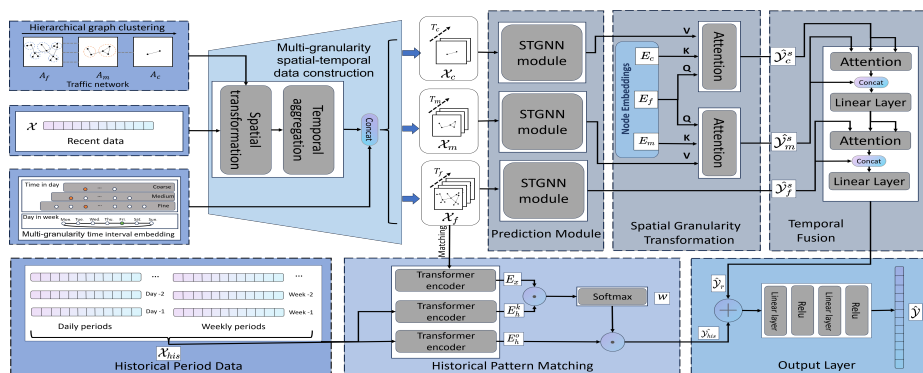 Hierarchical graph clustering
A_f
A_m
A_c
Traffic network
X
Recent data
Time in day
Coarse
Medium
Fine
Day in week
Mon. Tue. Wed. Thu. Fri. Sat. Sun.
Multi-granularity time interval embedding
Multi-granularity
spatial-temporal
data construction
Spatial
transformation
Temporal
aggregation
Concat
T_c
X_c
T_m
X_m
T_f
X_f
Matching
STGNN
module
STGNN
module
STGNN
module
Prediction Module
Node Embeddings
E_c
E_f
E_m
V
K
Q
Q
K
V
Attention
Attention
Spatial Granularity
Transformation
Ŷ_c^s
Ŷ_m^s
Ŷ_f^s
Attention
Concat
Linear Layer
Attention
Concat
Linear Layer
Temporal
Fusion
...
...
Day -2
Week -2
Day -1
Week -1
Daily periods
Weekly periods
X_his
Historical Period Data
Transformer
encoder
Transformer
encoder
Transformer
encoder
E_x
E_h^k
E_h^v
Softmax
w
Historical Pattern Matching
ŷ_r
ŷ_his
Linear layer
Relu
Linear layer
Relu
Ŷ
Output Layer